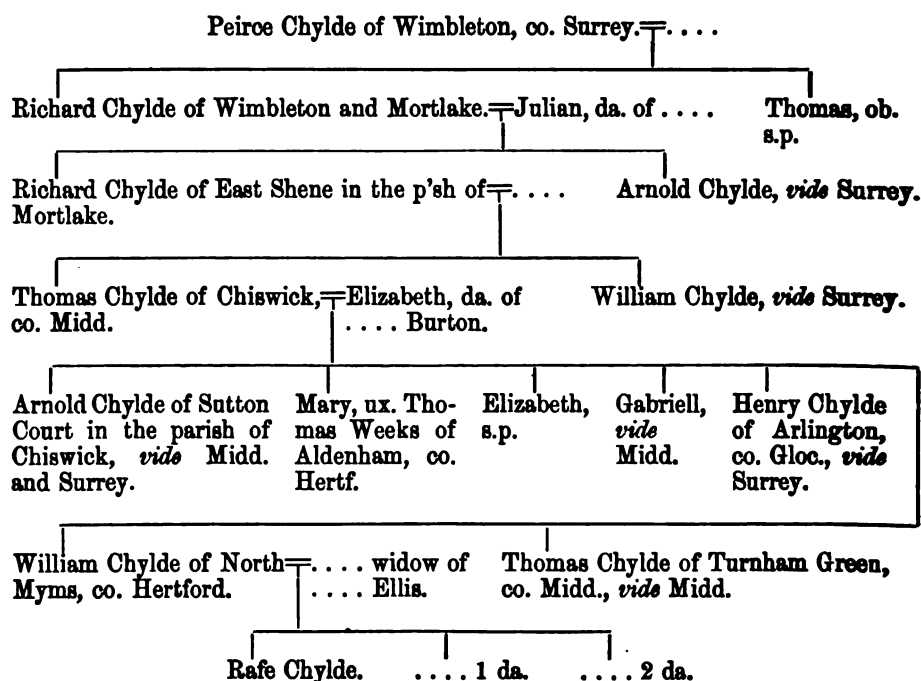 Peirce Chylde of Wimbleton, co. Surrey.=. . . .
Richard Chylde of Wimbleton and Mortlake.=Julian, da. of . . . . Thomas, ob.
s.p.
Richard Chylde of East Shene in the p'sh of=. . . . Arnold Chylde, vide Surrey.
Mortlake.
Thomas Chylde of Chiswick,=Elizabeth, da. of William Chylde, vide Surrey.
co. Midd. . . . . Burton.
Arnold Chylde of Sutton Mary, ux. Tho- Elizabeth, Gabriell, Henry Chylde
Court in the parish of mas Weeks of s.p. vide of Arlington,
Chiswick, vide Midd. Aldenham, co. Midd. co. Gloc., vide
and Surrey. Hertf. Surrey.
William Chylde of North=. . . . widow of Thomas Chylde of Turnham Green,
Myms, co. Hertford. . . . . Ellis. co. Midd., vide Midd.
Rafe Chylde. . . . . 1 da. . . . . 2 da.